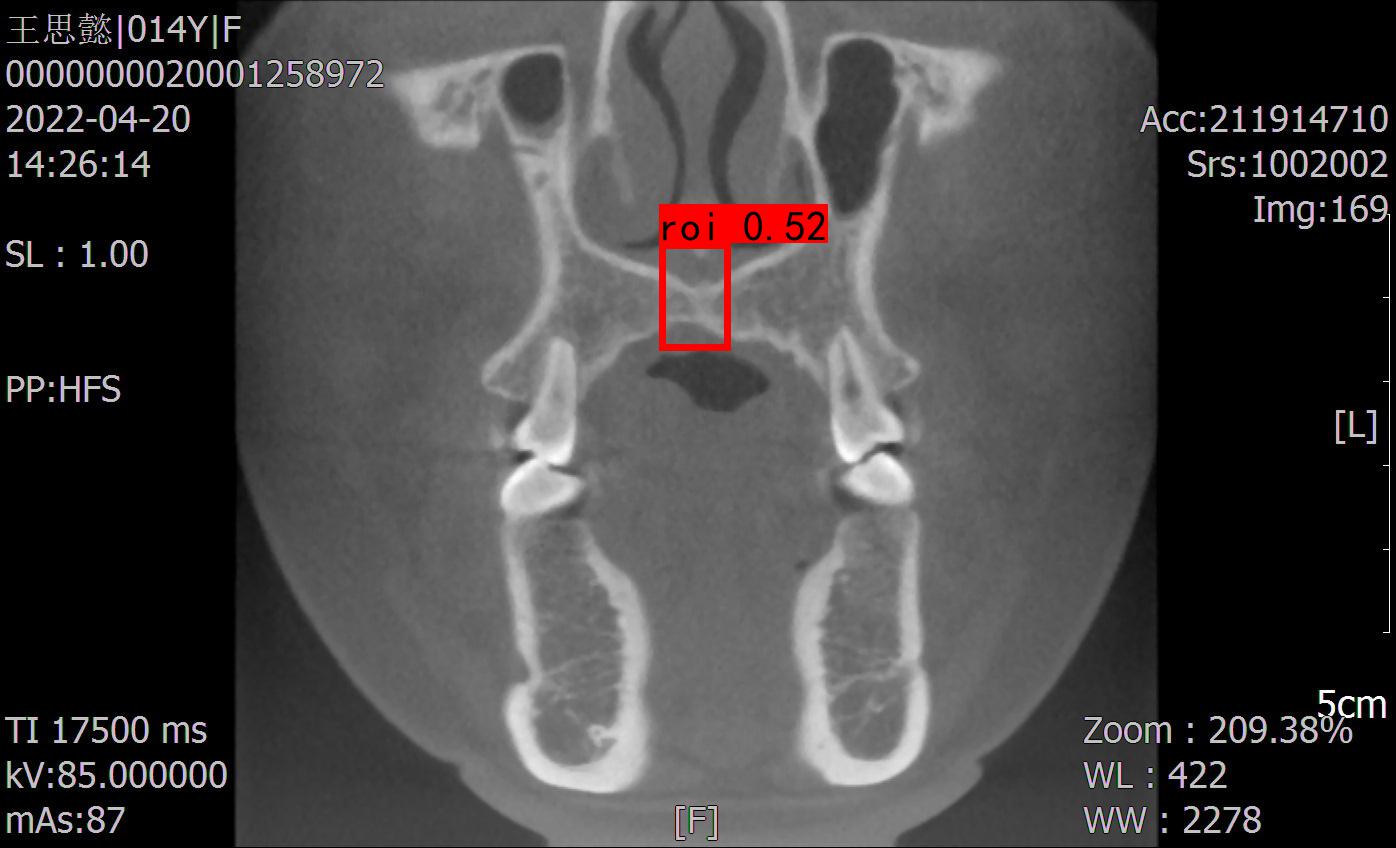 王思懿|014Y|F
0000000020001258972
2022-04-20
14:26:14
SL : 1.00
PP:HFS
Acc:211914710
Srs:1002002
Img:169
roi 0.52
[L]
5cm
TI 17500 ms
kV:85.000000
mAs:87
[F]
Zoom : 209.38%
WL : 422
WW : 2278